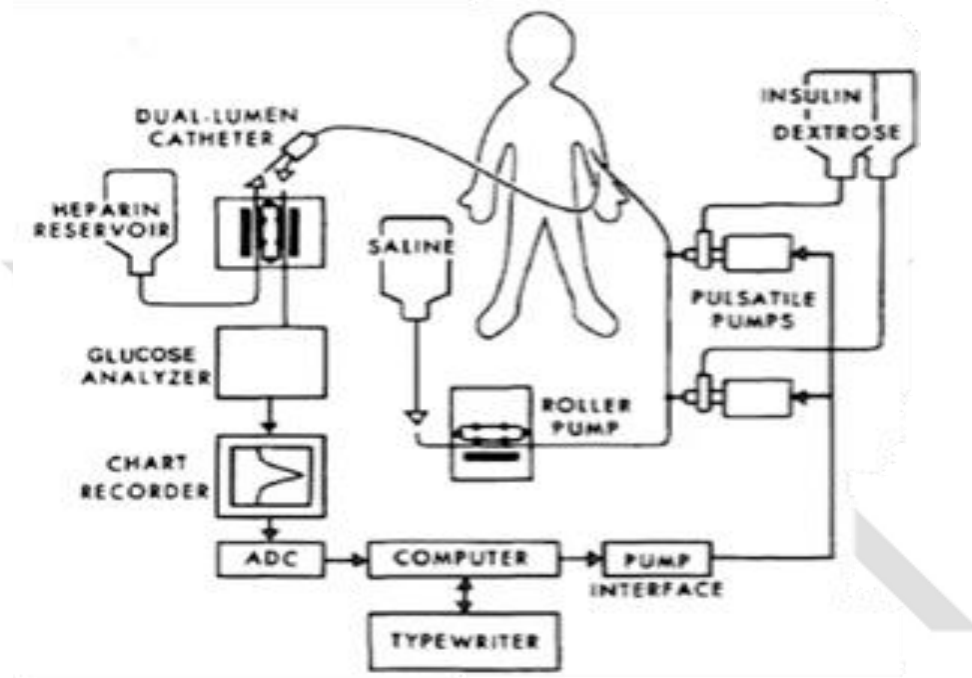 DUAL-LUMEN
CATHETER
INSULIN
DEXTROSE
HEPARIN
RESERVOIR
SALINE
PULSATILE
PUMPS
GLUCOSE
ANALYZER
ROLLER
PUMP
CHART
RECORDER
ADC
COMPUTER
PUMP
INTERFACE
TYPEWRITER